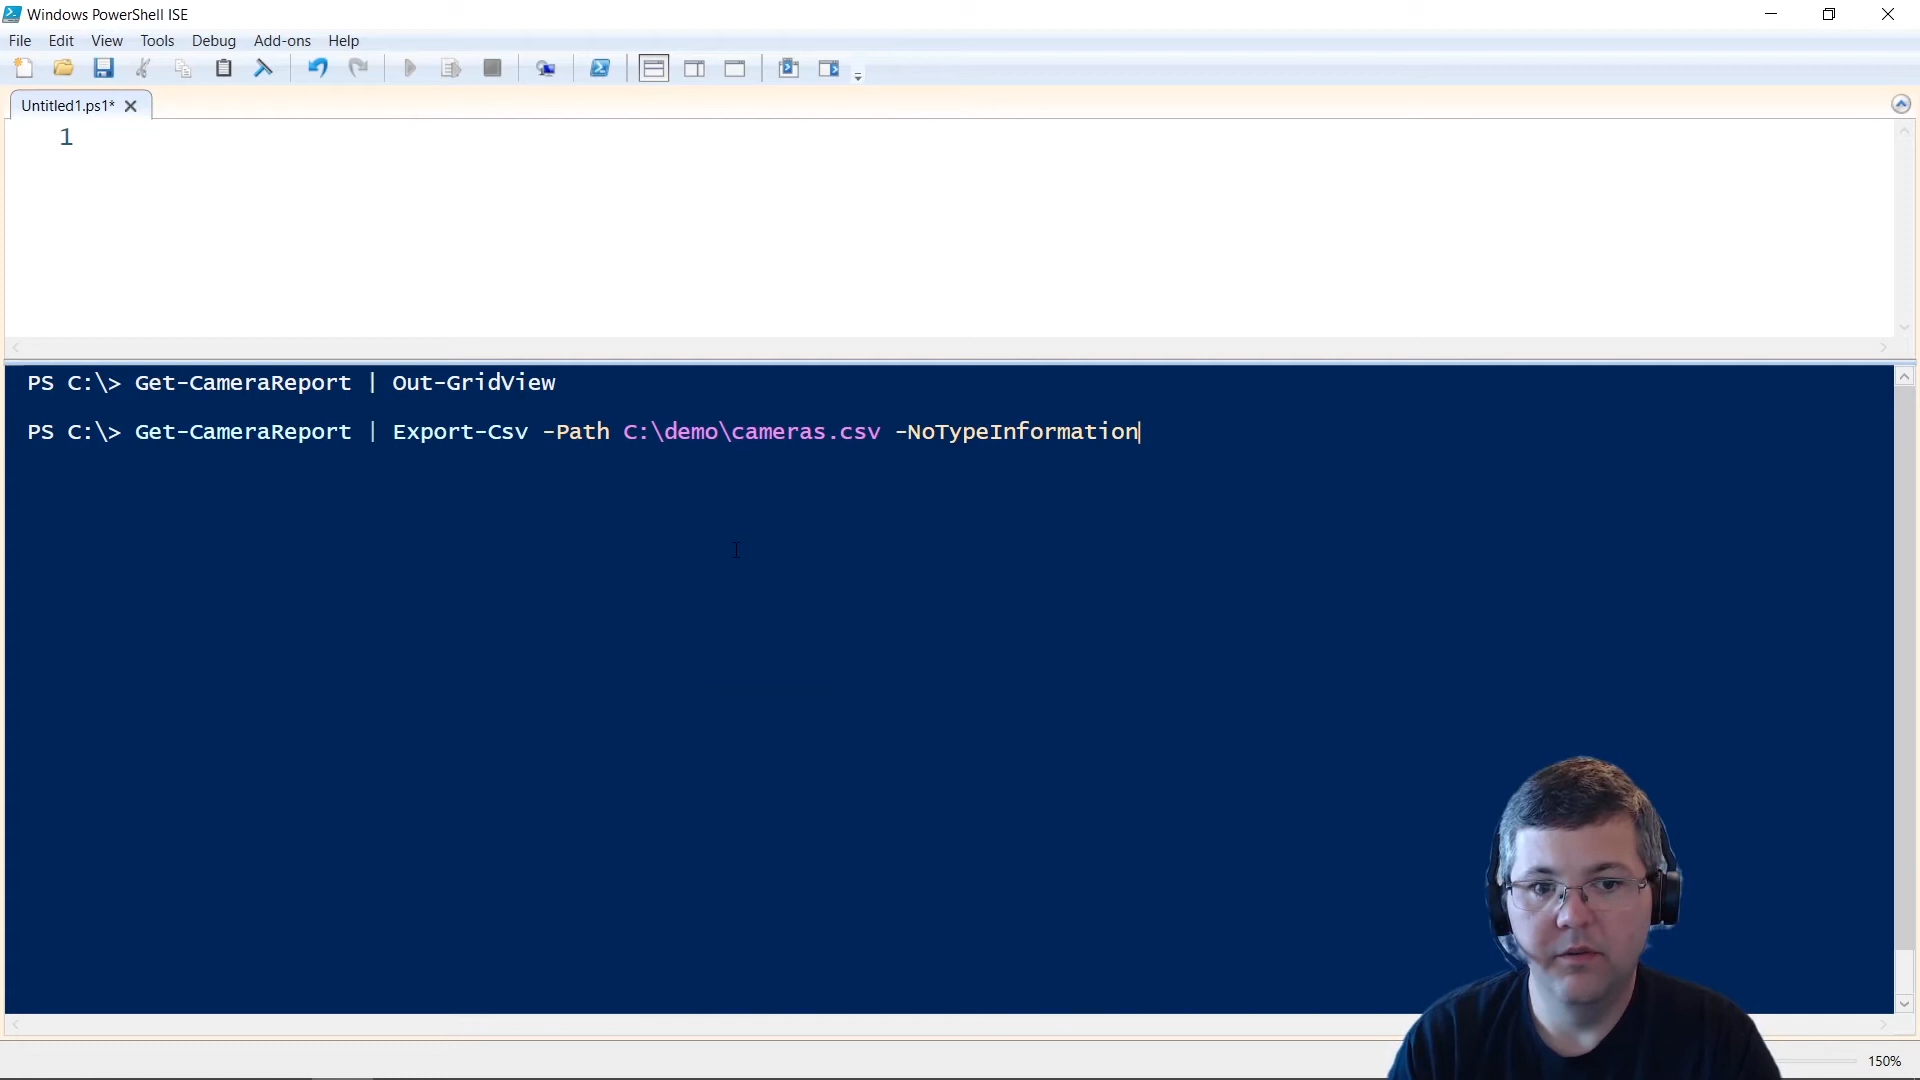 Windows PowerShell ISE
File Edit View Tools Debug Add-ons Help
Untitled1.ps1*
1
PS C:\> Get-CameraReport | Out-GridView
PS C:\> Get-CameraReport | Export-Csv -Path C:\demo\cameras.csv -NoTypeInformation
150%